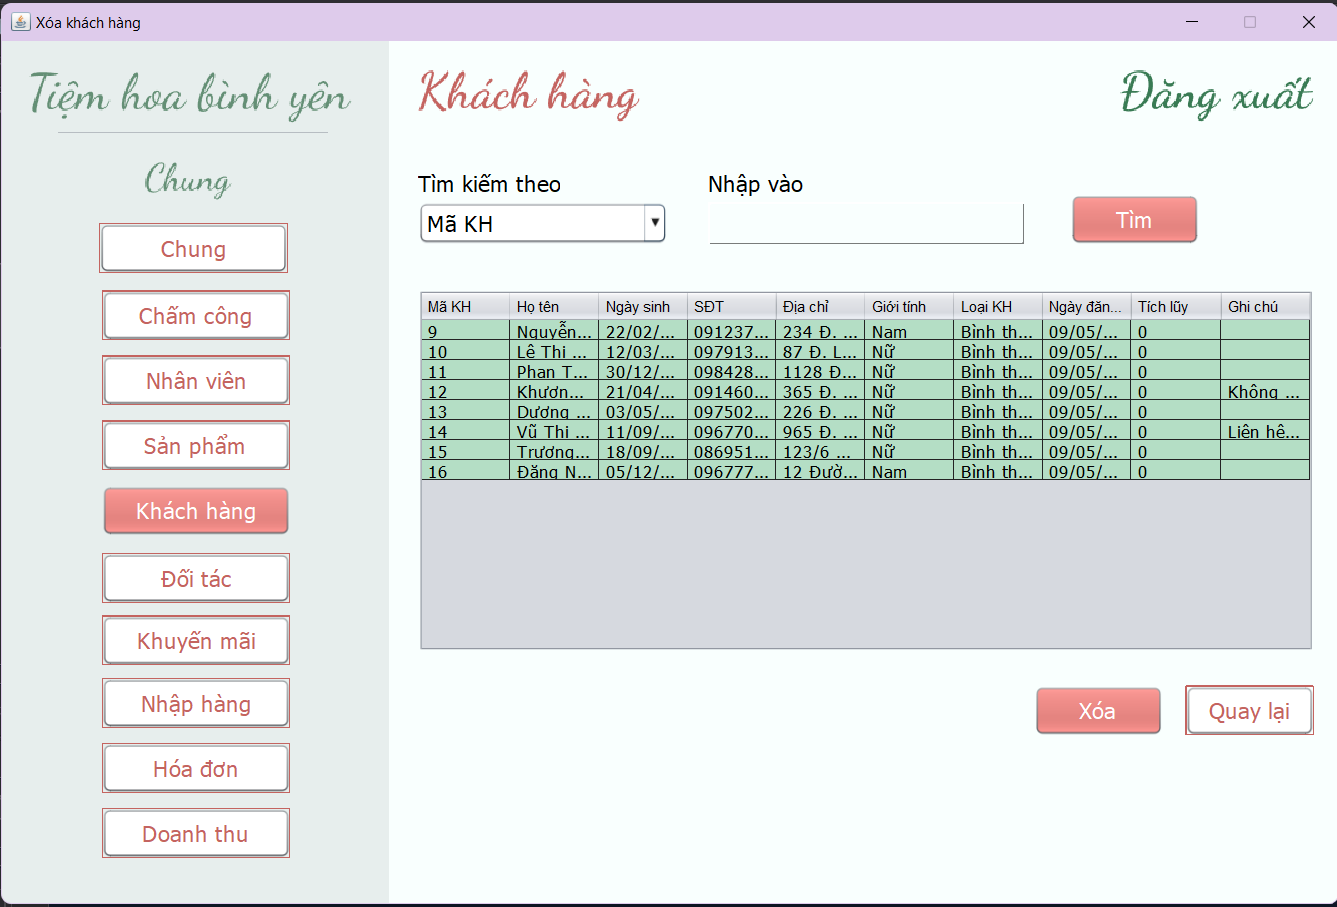 Xóa khách hàng
Tiệm hoa bình yên
Chung
Chung
Chấm công
Nhân viên
Sản phẩm
Khách hàng
Đối tác
Khuyến mãi
Nhập hàng
Hóa đơn
Doanh thu
Khách hàng
Đăng xuất
Tìm kiếm theo
Nhập vào
Mã KH
Tìm
Mã KH Họ tên Ngày sinh SĐT Địa chỉ Giới tính Loại KH Ngày đăn... Tích lũy Ghi chú
9 Nguyễn... 22/02/... 091237... 234 Đ. ... Nam Bình th... 09/05/... 0
10 Lê Thị ... 12/03/... 097913... 87 Đ. L... Nữ Bình th... 09/05/... 0
11 Phan T... 30/12/... 098428... 1128 Đ... Nữ Bình th... 09/05/... 0
12 Khươn... 21/04/... 091460... 365 Đ. ... Nữ Bình th... 09/05/... 0 Không ...
13 Dương ... 03/05/... 097502... 226 Đ. ... Nữ Bình th... 09/05/... 0
14 Vũ Thị ... 11/09/... 096770... 965 Đ. ... Nữ Bình th... 09/05/... 0 Liên hệ...
15 Trương... 18/09/... 086951... 123/6 ... Nữ Bình th... 09/05/... 0
16 Đặng N... 05/12/... 096777... 12 Đườ... Nam Bình th... 09/05/... 0
Xóa
Quay lại